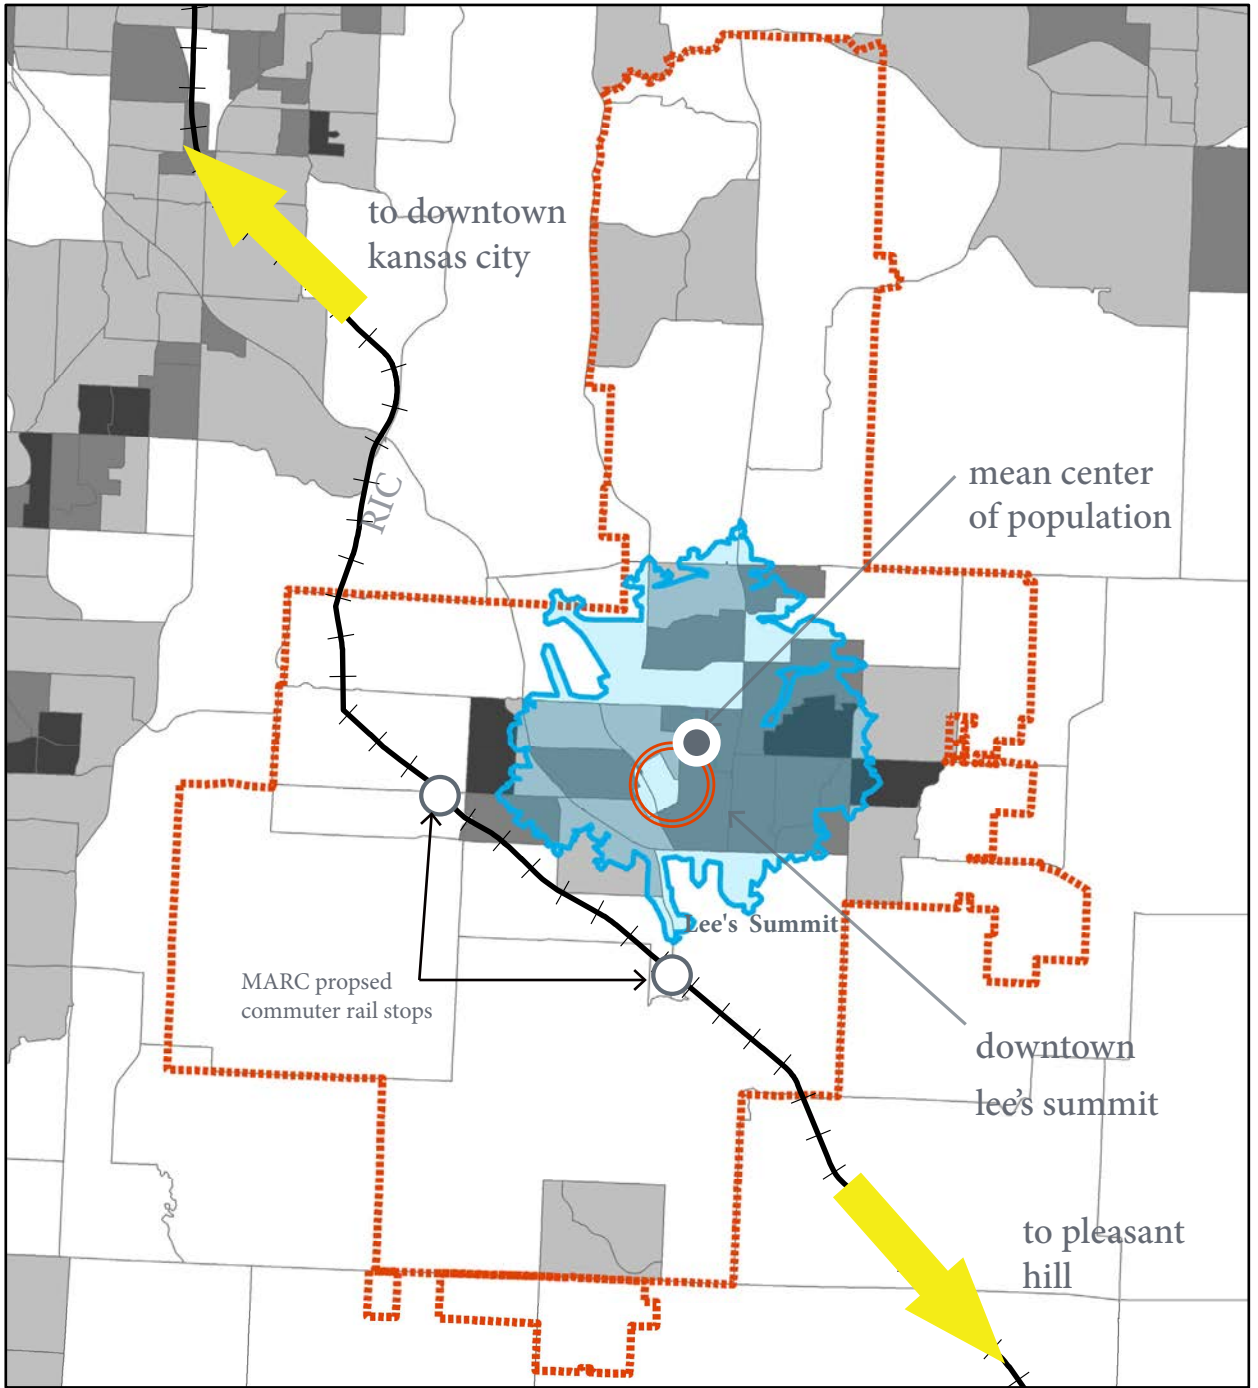 to downtown
kansas city
RIC
mean center
of population
Lee's Summit
MARC propsed
commuter rail stops
downtown
lee's summit
to pleasant
hill